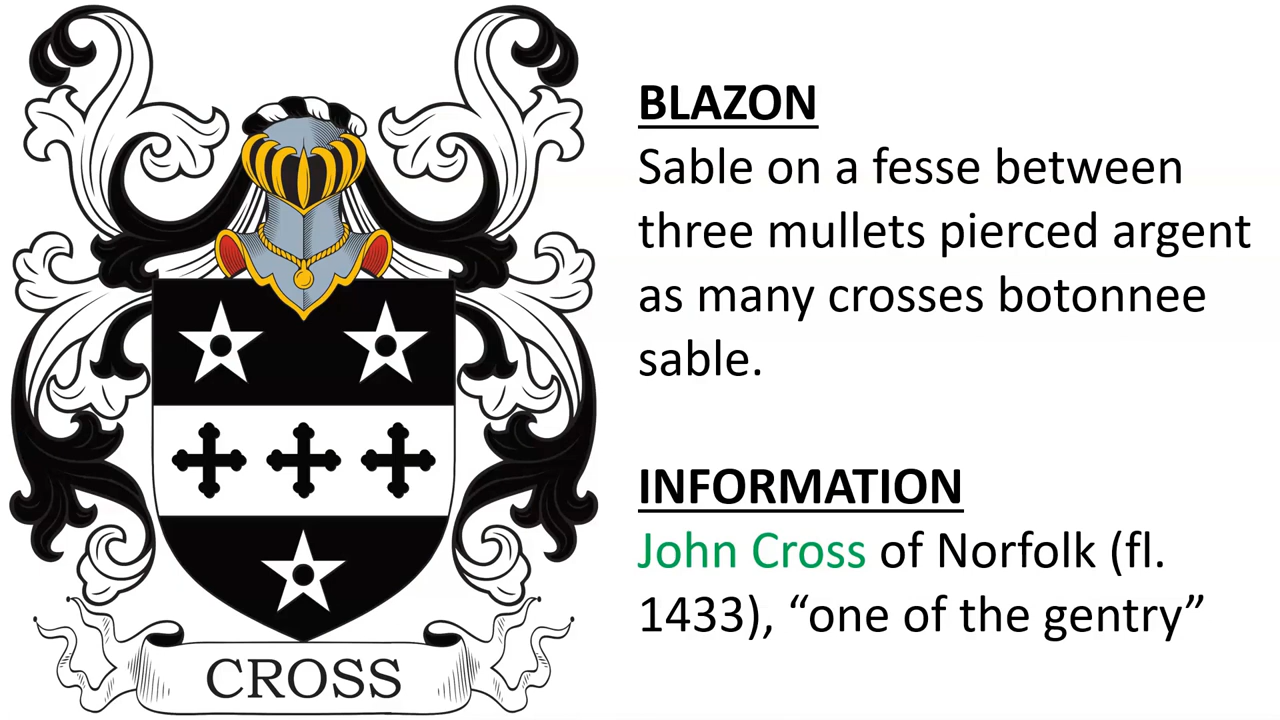 BLAZON
Sable on a fesse between
three mullets pierced argent
as many crosses botonnee
sable.
INFORMATION
John Cross of Norfolk (fl.
1433), “one of the gentry”
CROSS